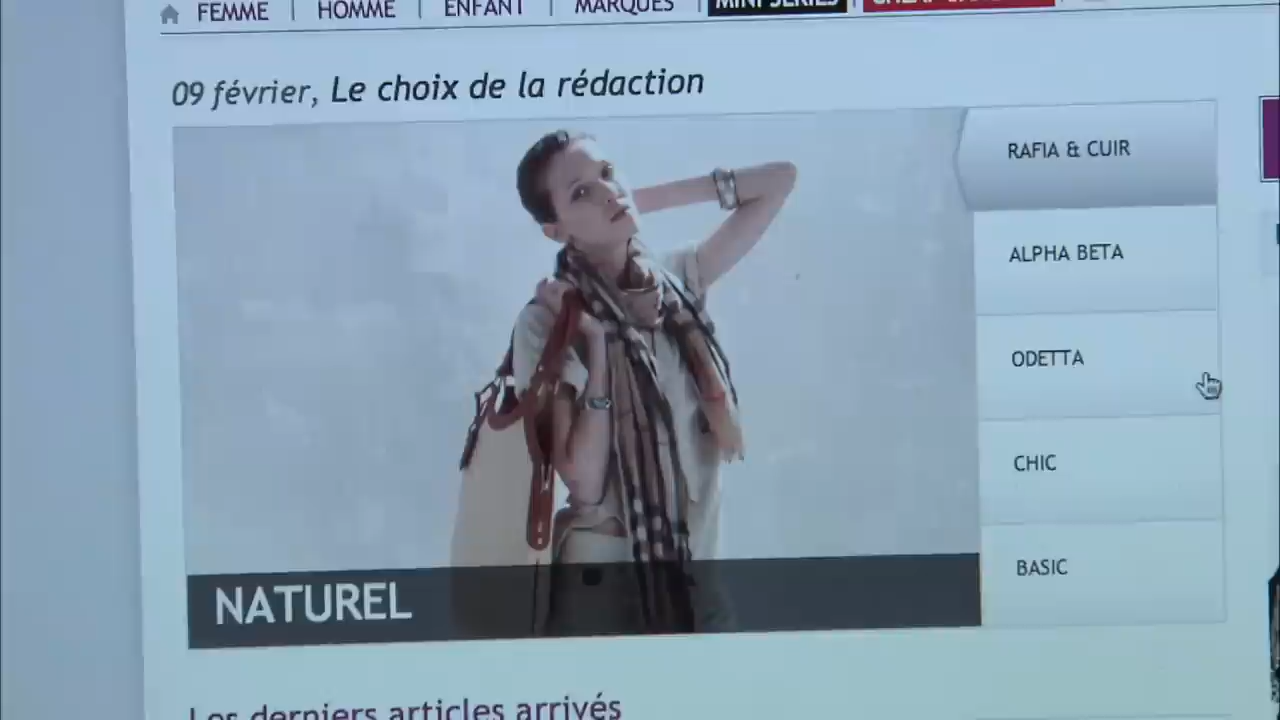 FEMME | HOMME | ENFANT | MARQUES | MINI SERIES
09 février, Le choix de la rédaction
RAFIA & CUIR
ALPHA BETA
ODETTA
CHIC
BASIC
NATUREL
Les derniers articles arrivés